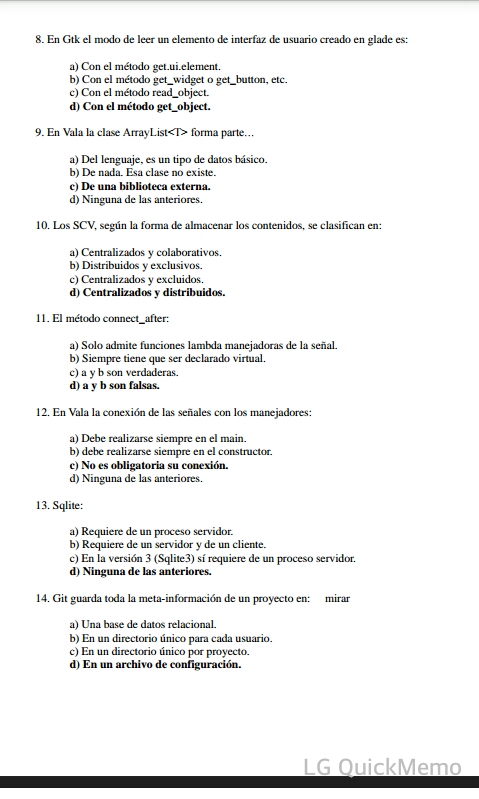 8. En Gtk el modo de leer un elemento de interfaz de usuario creado en glade es:
a) Con el método get.ui.element.
b) Con el método get_widget o get_button, etc.
c) Con el método read_object.
d) Con el método get_object.
9. En Vala la clase ArrayList<T> forma parte…
a) Del lenguaje, es un tipo de datos básico.
b) De nada. Esa clase no existe.
c) De una biblioteca externa.
d) Ninguna de las anteriores.
10. Los SCV, según la forma de almacenar los contenidos, se clasifican en:
a) Centralizados y colaborativos.
b) Distribuidos y exclusivos.
c) Centralizados y excluidos.
d) Centralizados y distribuidos.
11. El método connect_after:
a) Solo admite funciones lambda manejadoras de la señal.
b) Siempre tiene que ser declarado virtual.
c) a y b son verdaderas.
d) a y b son falsas.
12. En Vala la conexión de las señales con los manejadores:
a) Debe realizarse siempre en el main.
b) debe realizarse siempre en el constructor.
c) No es obligatoria su conexión.
d) Ninguna de las anteriores.
13. Sqlite:
a) Requiere de un proceso servidor.
b) Requiere de un servidor y de un cliente.
c) En la versión 3 (Sqlite3) sí requiere de un proceso servidor.
d) Ninguna de las anteriores.
14. Git guarda toda la meta-información de un proyecto en: mirar
a) Una base de datos relacional.
b) En un directorio único para cada usuario.
c) En un directorio único por proyecto.
d) En un archivo de configuración.
LG QuickMemo